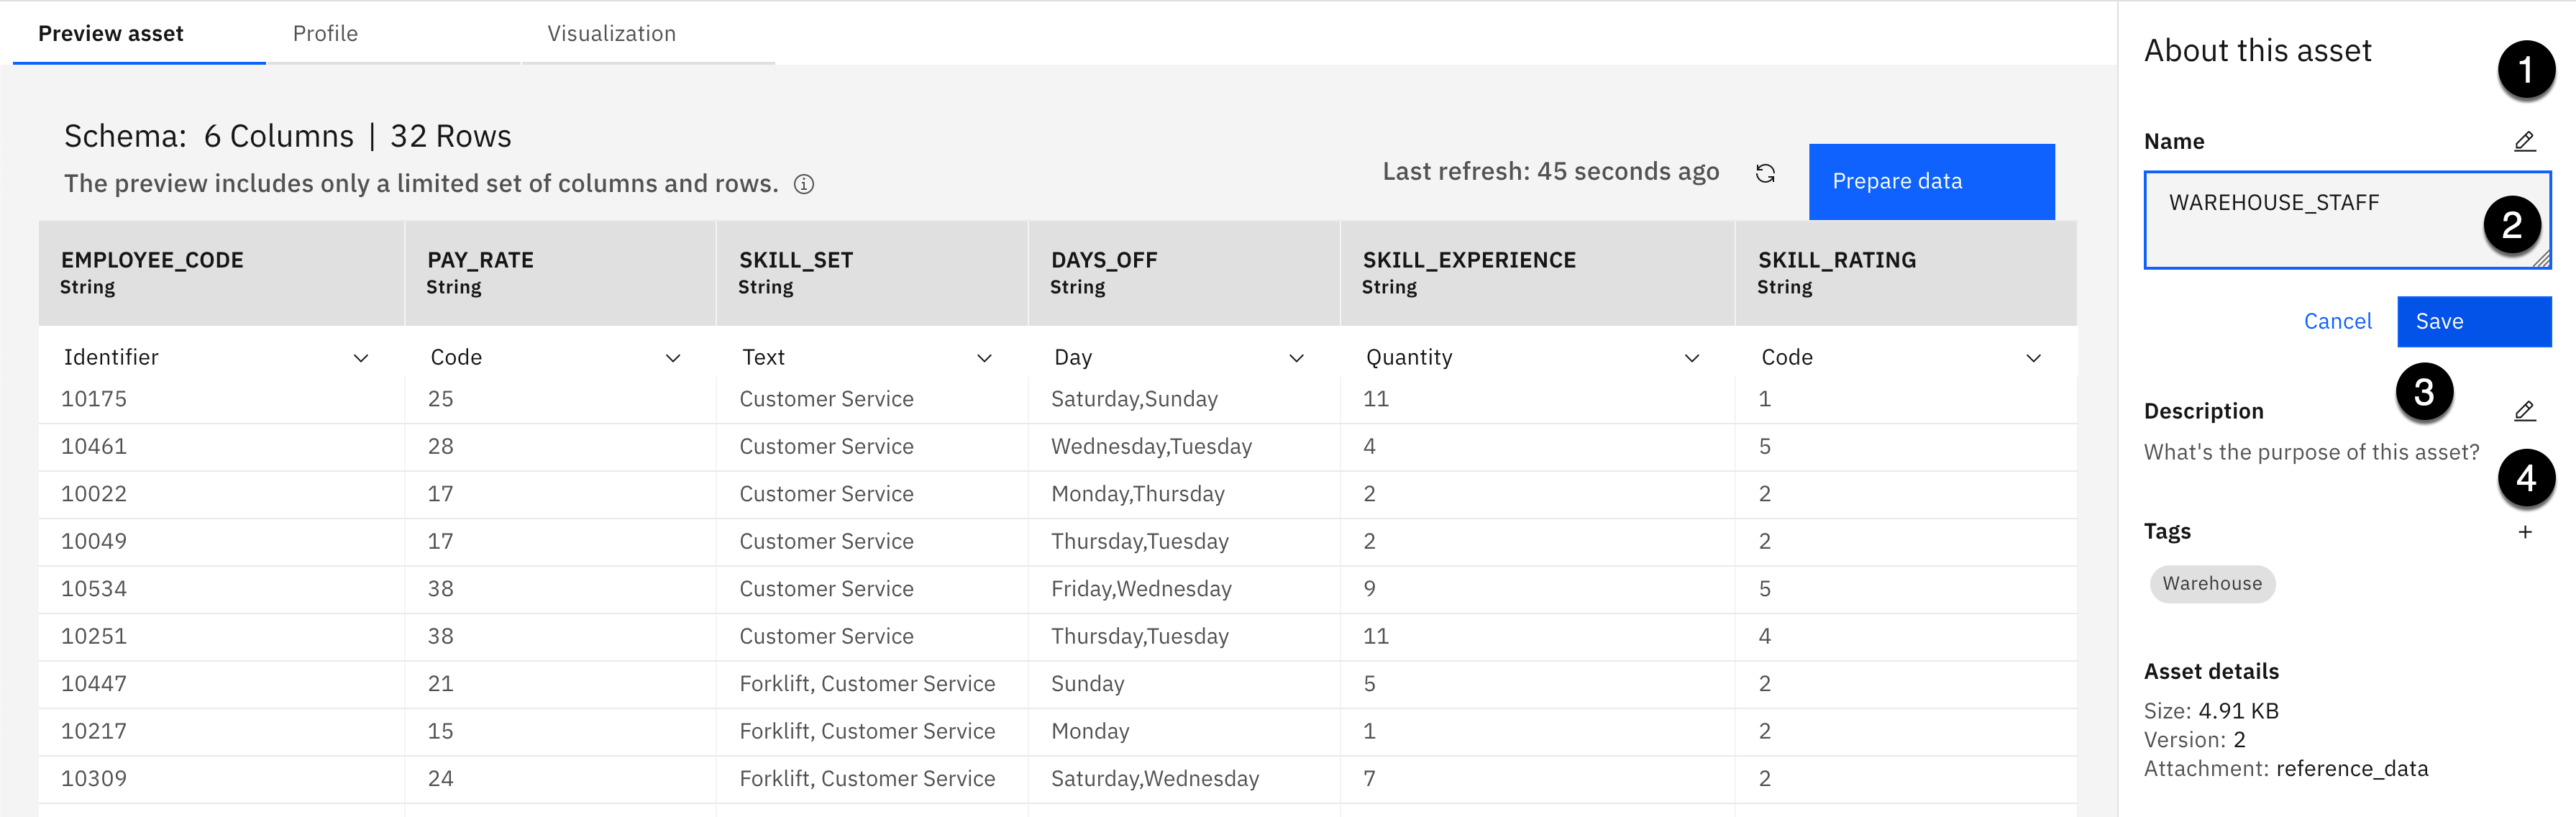 Preview asset Profile Visualization
Schema: 6 Columns | 32 Rows
The preview includes only a limited set of columns and rows.
Last refresh: 45 seconds ago
Prepare data
EMPLOYEE_CODE PAY_RATE SKILL_SET DAYS_OFF SKILL_EXPERIENCE SKILL_RATING
String String String String String String
Identifier Code Text Day Quantity Code
10175 25 Customer Service Saturday,Sunday 11 1
10461 28 Customer Service Wednesday,Tuesday 4 5
10022 17 Customer Service Monday,Thursday 2 2
10049 17 Customer Service Thursday,Tuesday 2 2
10534 38 Customer Service Friday,Wednesday 9 5
10251 38 Customer Service Thursday,Tuesday 11 4
10447 21 Forklift, Customer Service Sunday 5 2
10217 15 Forklift, Customer Service Monday 1 2
10309 24 Forklift, Customer Service Saturday,Wednesday 7 2
About this asset
1
Name
WAREHOUSE_STAFF
2
Cancel Save
3
Description
What's the purpose of this asset?
4
Tags +
Warehouse
Asset details
Size: 4.91 KB
Version: 2
Attachment: reference_data